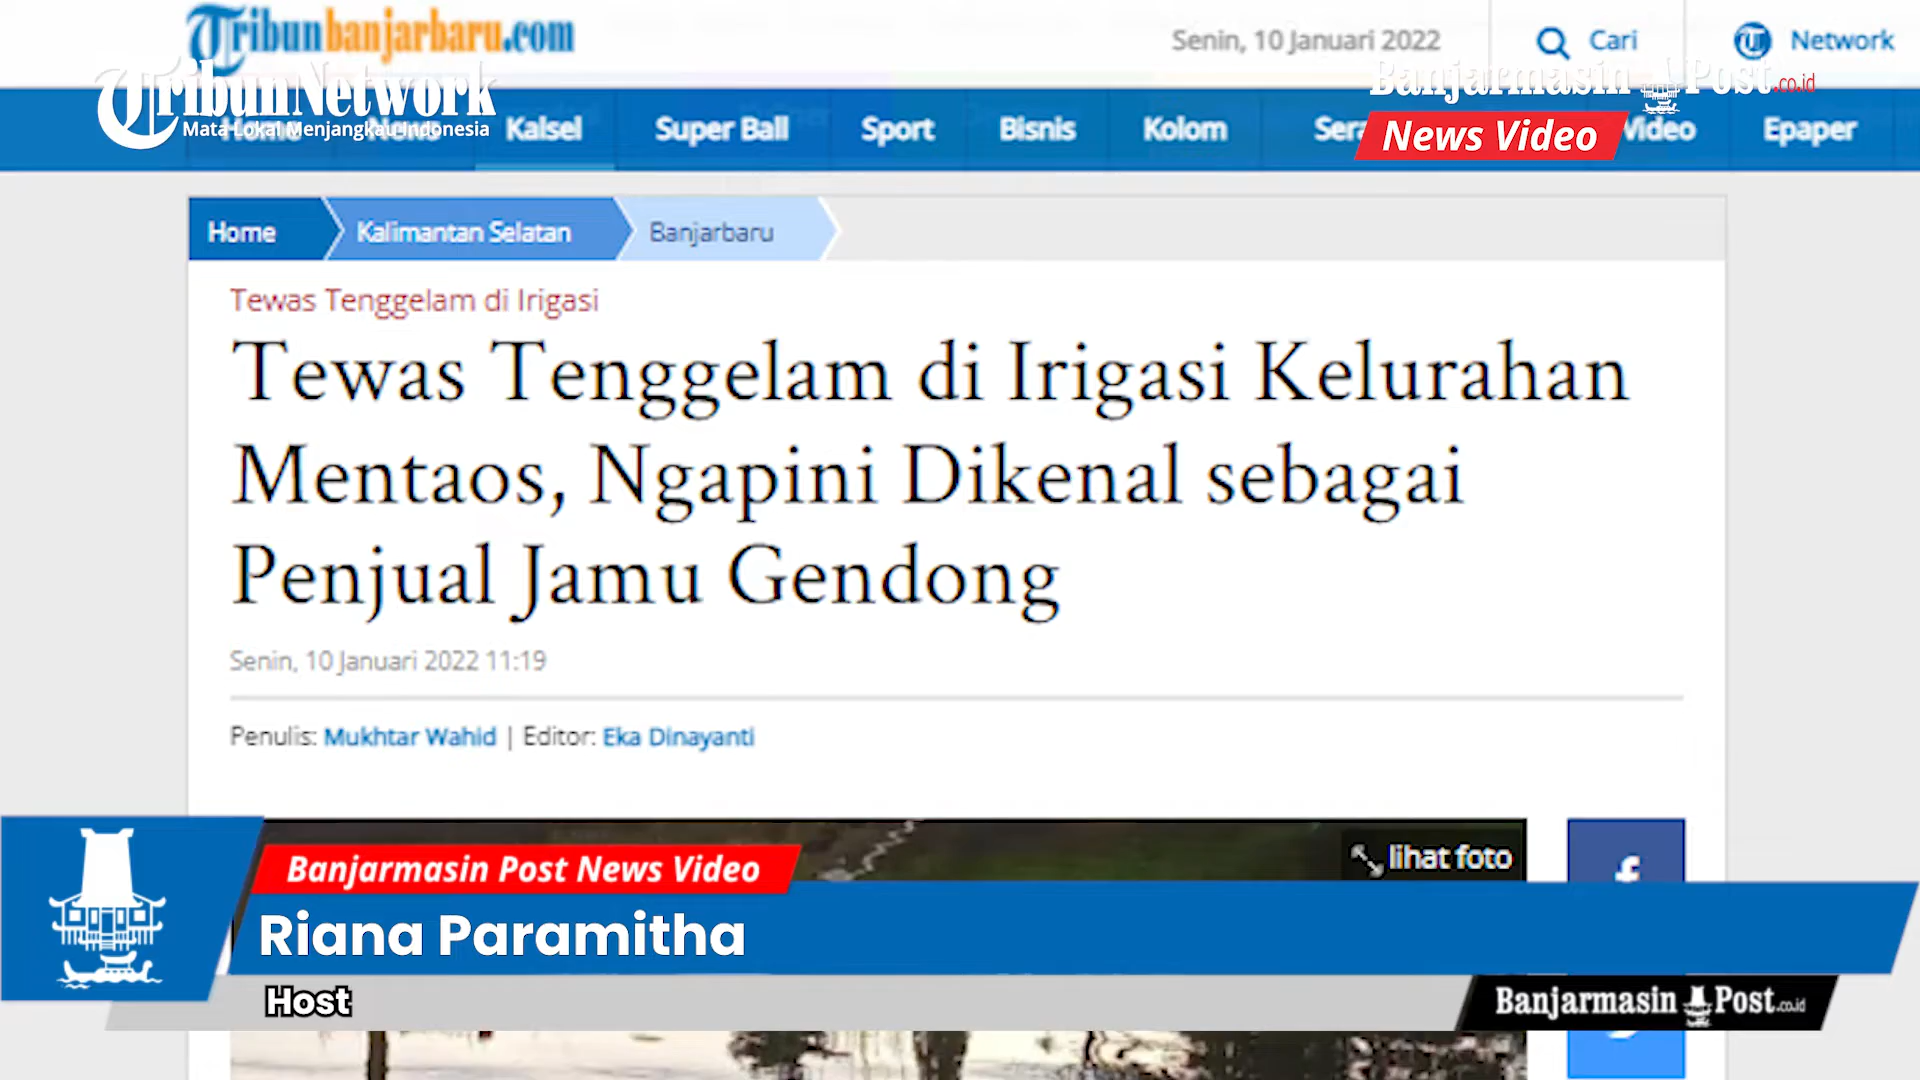 Tribunbanjarbaru.com
Senin, 10 Januari 2022
Cari
Network
TribunNetwork
Mata Lokal Menjangkau Indonesia
Banjarmasin Post.co.id
News Video
Home
News
Kalsel
Super Ball
Sport
Bisnis
Kolom
Video
Epaper
Home
Kalimantan Selatan
Banjarbaru
Tewas Tenggelam di Irigasi
Tewas Tenggelam di Irigasi Kelurahan
Mentaos, Ngapini Dikenal sebagai
Penjual Jamu Gendong
Senin, 10 Januari 2022 11:19
Penulis: Mukhtar Wahid | Editor: Eka Dinayanti
lihat foto
Banjarmasin Post News Video
Riana Paramitha
Host
Banjarmasin Post.co.id